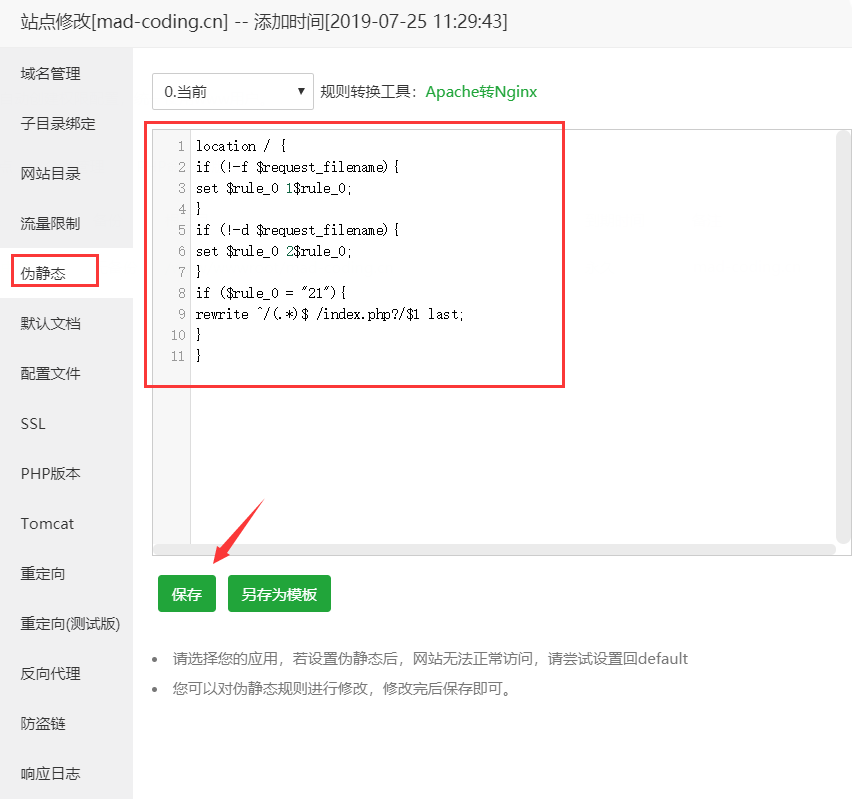 站点修改[mad-coding.cn] -- 添加时间[2019-07-25 11:29:43]
域名管理
子目录绑定
网站目录
流量限制
伪静态
默认文档
配置文件
SSL
PHP版本
Tomcat
重定向
重定向(测试版)
反向代理
防盗链
响应日志
0.当前 规则转换工具：Apache转Nginx
1 location / {
2 if (!-f $request_filename){
3 set $rule_0 1$rule_0;
4 }
5 if (!-d $request_filename){
6 set $rule_0 2$rule_0;
7 }
8 if ($rule_0 = "21"){
9 rewrite ^/(.*)$ /index.php?/$1 last;
10 }
11 }
保存 另存为模板
请选择您的应用，若设置伪静态后，网站无法正常访问，请尝试设置回default
您可以对伪静态规则进行修改，修改完后保存即可。